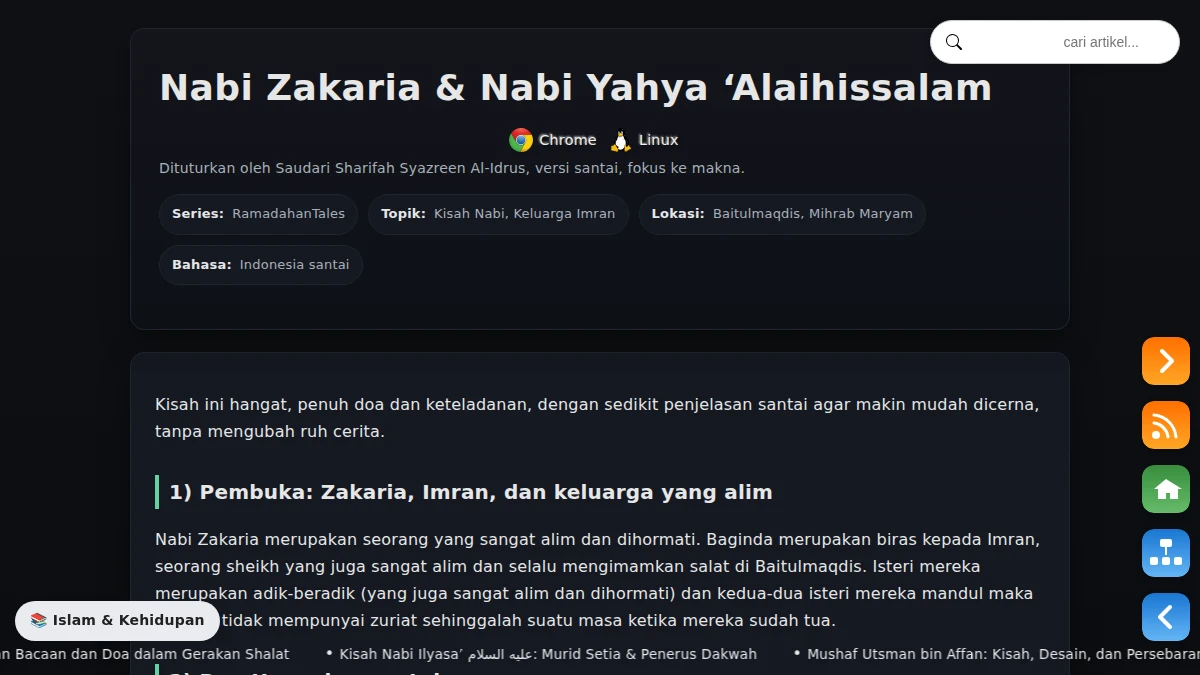 cari artikel...
Nabi Zakaria & Nabi Yahya ‘Alaihissalam
Chrome Linux
Dituturkan oleh Saudari Sharifah Syazreen Al-Idrus, versi santai, fokus ke makna.
Series: RamadahanTales Topik: Kisah Nabi, Keluarga Imran Lokasi: Baitulmaqdis, Mihrab Maryam
Bahasa: Indonesia santai
Kisah ini hangat, penuh doa dan keteladanan, dengan sedikit penjelasan santai agar makin mudah dicerna,
tanpa mengubah ruh cerita.
1) Pembuka: Zakaria, Imran, dan keluarga yang alim
Nabi Zakaria merupakan seorang yang sangat alim dan dihormati. Baginda merupakan biras kepada Imran,
seorang sheikh yang juga sangat alim dan selalu mengimamkan salat di Baitulmaqdis. Isteri mereka
merupakan adik-beradik (yang juga sangat alim dan dihormati) dan kedua-dua isteri mereka mandul maka
tidak mempunyai zuriat sehinggalah suatu masa ketika mereka sudah tua.
📚 Islam & Kehidupan
Bacaan dan Doa dalam Gerakan Shalat • Kisah Nabi Ilyasa’ عليه السلام: Murid Setia & Penerus Dakwah • Mushaf Utsman bin Affan: Kisah, Desain, dan Persebaran